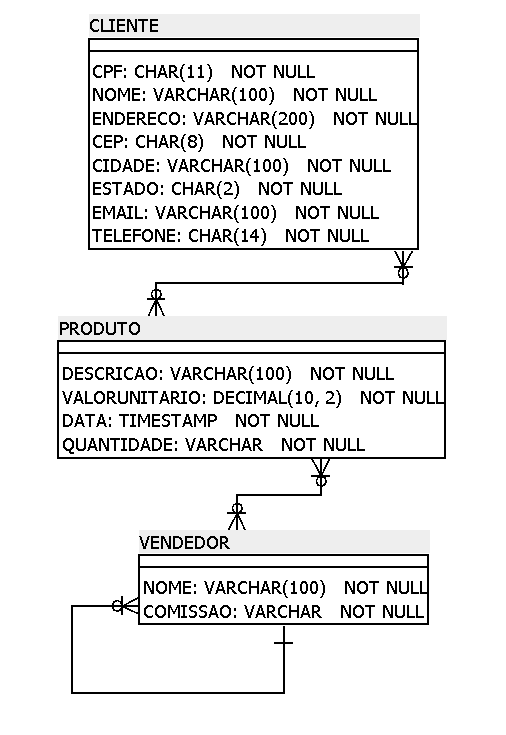 CLIENTE
CPF: CHAR(11) NOT NULL
NOME: VARCHAR(100) NOT NULL
ENDERECO: VARCHAR(200) NOT NULL
CEP: CHAR(8) NOT NULL
CIDADE: VARCHAR(100) NOT NULL
ESTADO: CHAR(2) NOT NULL
EMAIL: VARCHAR(100) NOT NULL
TELEFONE: CHAR(14) NOT NULL
PRODUTO
DESCRICAO: VARCHAR(100) NOT NULL
VALORUNITARIO: DECIMAL(10, 2) NOT NULL
DATA: TIMESTAMP NOT NULL
QUANTIDADE: VARCHAR NOT NULL
VENDEDOR
NOME: VARCHAR(100) NOT NULL
COMISSAO: VARCHAR NOT NULL